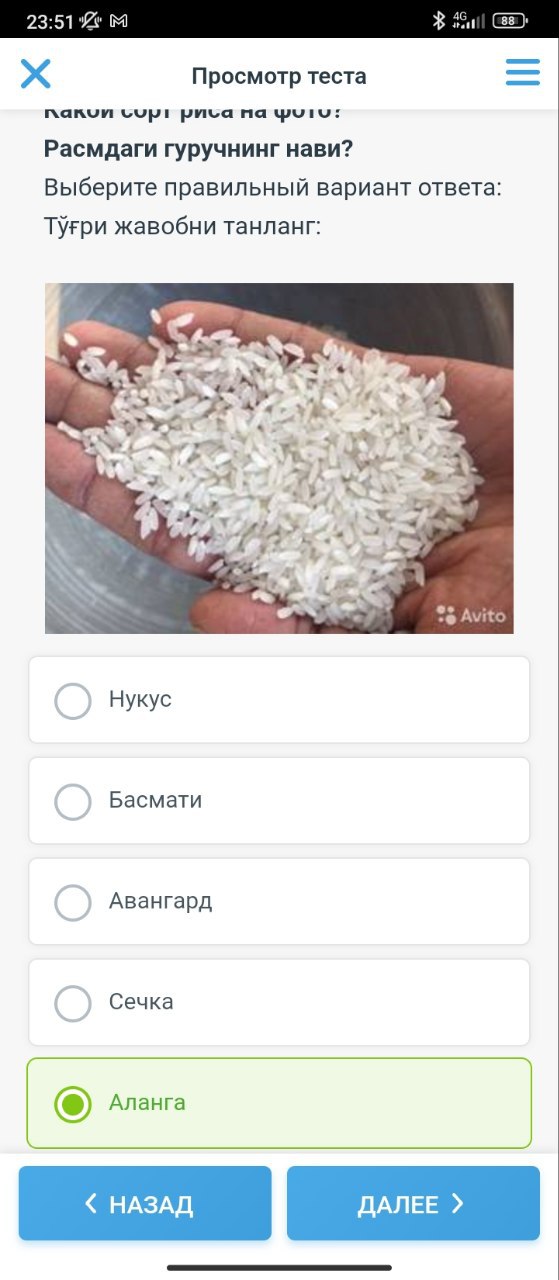 23:51
4G
88
Просмотр теста
Какой сорт риса на фото?
Расмдаги гуручнинг нави?
Выберите правильный вариант ответа:
Тўғри жавобни танланг:
Avito
Нукус
Басмати
Авангард
Сечка
Аланга
НАЗАД
ДАЛЕЕ